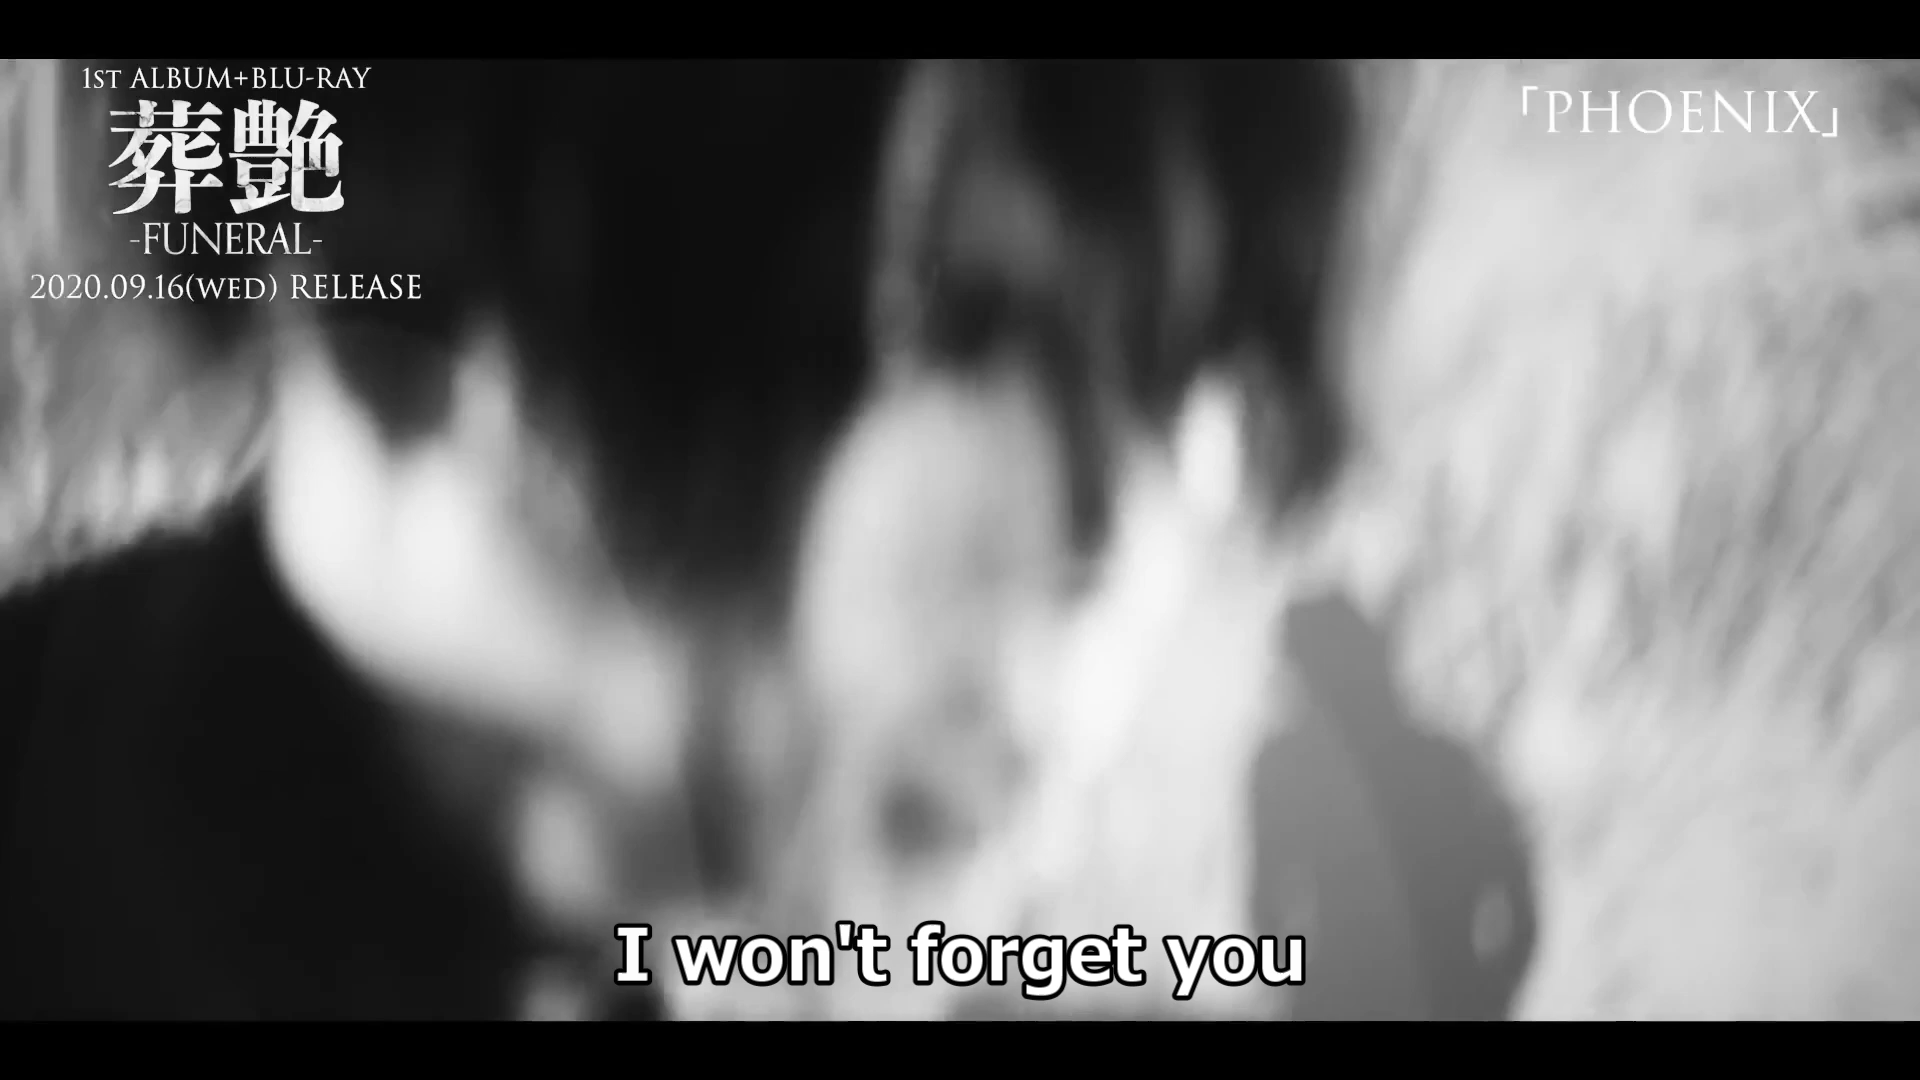 1ST ALBUM+BLU-RAY
葬艶
-FUNERAL-
2020.09.16(WED) RELEASE
「PHOENIX」
I won't forget you